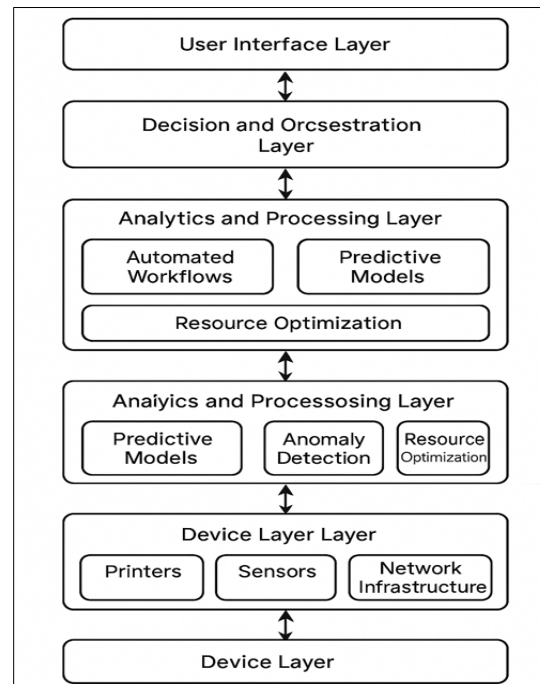 User Interface Layer
Decision and Orcsestration
Layer
Analytics and Processing Layer
Automated
Workflows
Predictive
Models
Resource Optimization
Anaiyics and Processosing Layer
Predictive
Models
Anomaly
Detection
Resource
Optimization
Device Layer Layer
Printers
Sensors
Network
Infrastructure
Device Layer